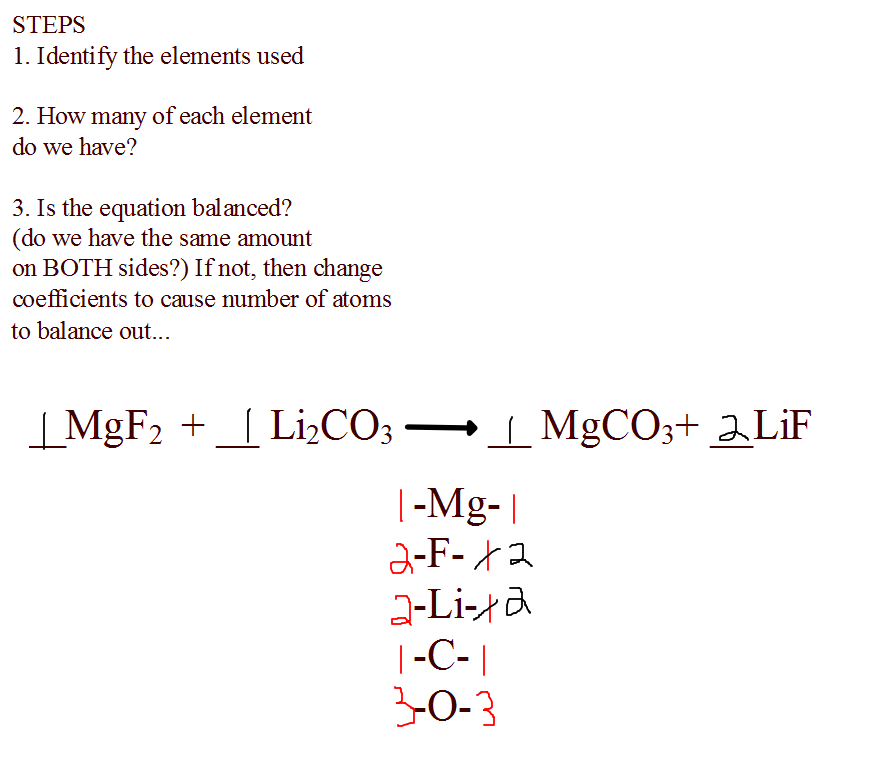 STEPS
1. Identify the elements used
2. How many of each element
do we have?
3. Is the equation balanced?
(do we have the same amount
on BOTH sides?) If not, then change
coefficients to cause number of atoms
to balance out...
1 MgF₂ + 1 Li₂CO₃ → 1 MgCO₃+ 2 LiF
1 -Mg- 1
2 -F- 1 2
2 -Li- 1 2
1 -C- 1
3 -O- 3